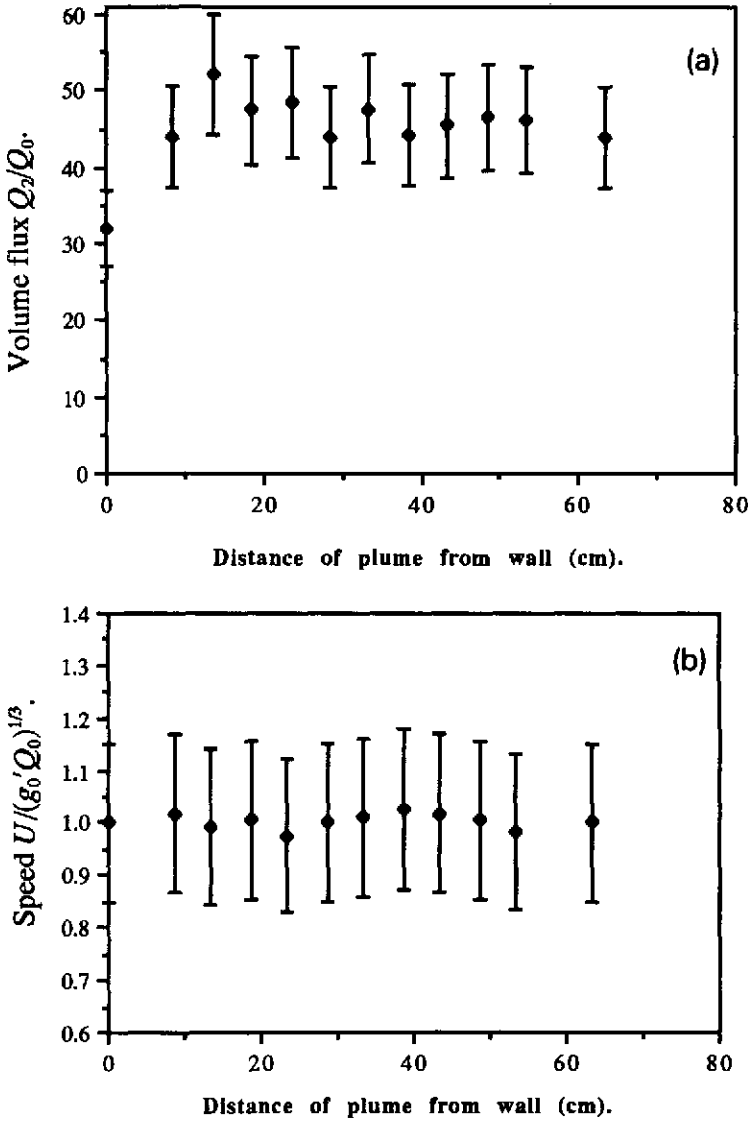 (a)
Volume flux Q₂/Q₀.
60
50
40
30
20
10
0
0 20 40 60 80
Distance of plume from wall (cm).
(b)
Speed U/(g₀′Q₀)^1/3.
1.4
1.3
1.2
1.1
1.0
0.9
0.8
0.7
0.6
0 20 40 60 80
Distance of plume from wall (cm).